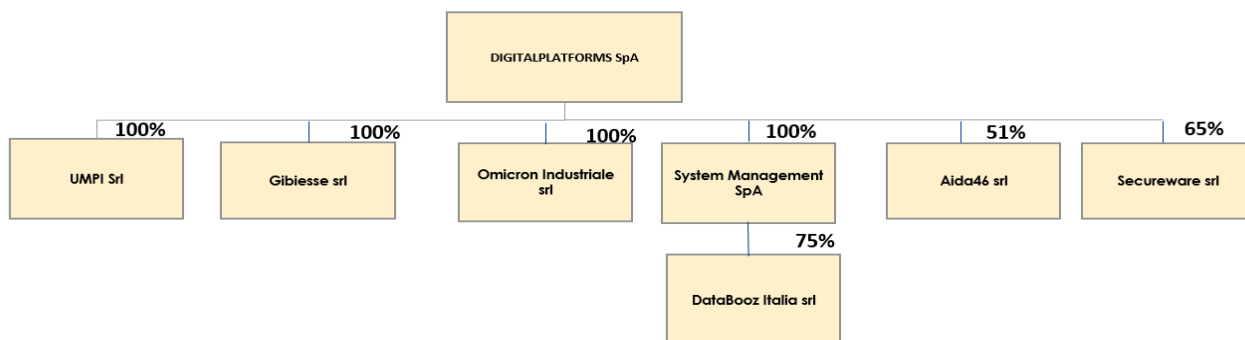 DIGITALPLATFORMS SpA
100%
100%
100%
100%
51%
65%
UMPI Srl
Gibiesse srl
Omicron Industriale
srl
System Management
SpA
Aida46 srl
Secureware srl
75%
DataBooz Italia srl